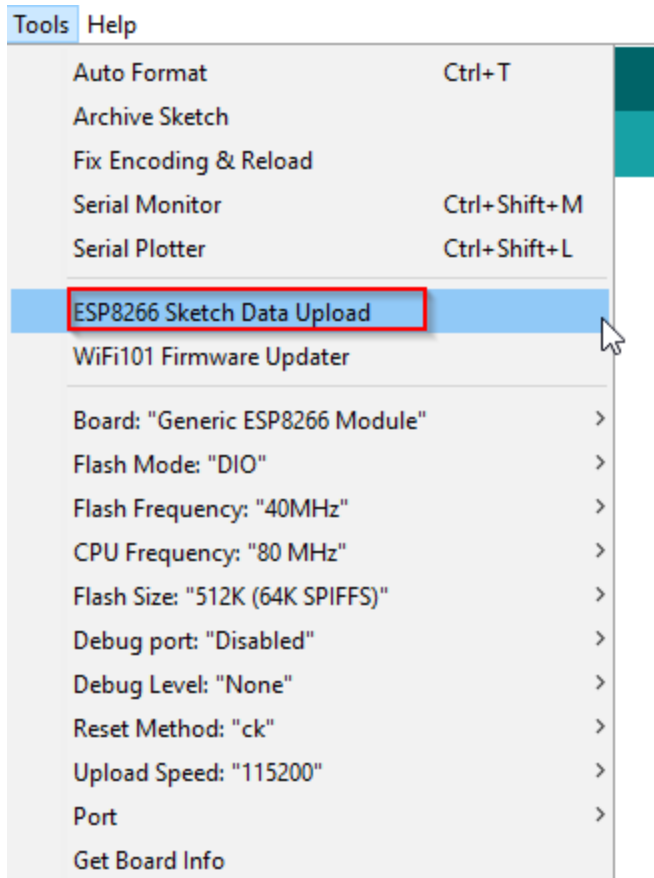 Tools Help
Auto Format Ctrl+T
Archive Sketch
Fix Encoding & Reload
Serial Monitor Ctrl+Shift+M
Serial Plotter Ctrl+Shift+L
ESP8266 Sketch Data Upload
WiFi101 Firmware Updater
Board: "Generic ESP8266 Module"
Flash Mode: "DIO"
Flash Frequency: "40MHz"
CPU Frequency: "80 MHz"
Flash Size: "512K (64K SPIFFS)"
Debug port: "Disabled"
Debug Level: "None"
Reset Method: "ck"
Upload Speed: "115200"
Port
Get Board Info